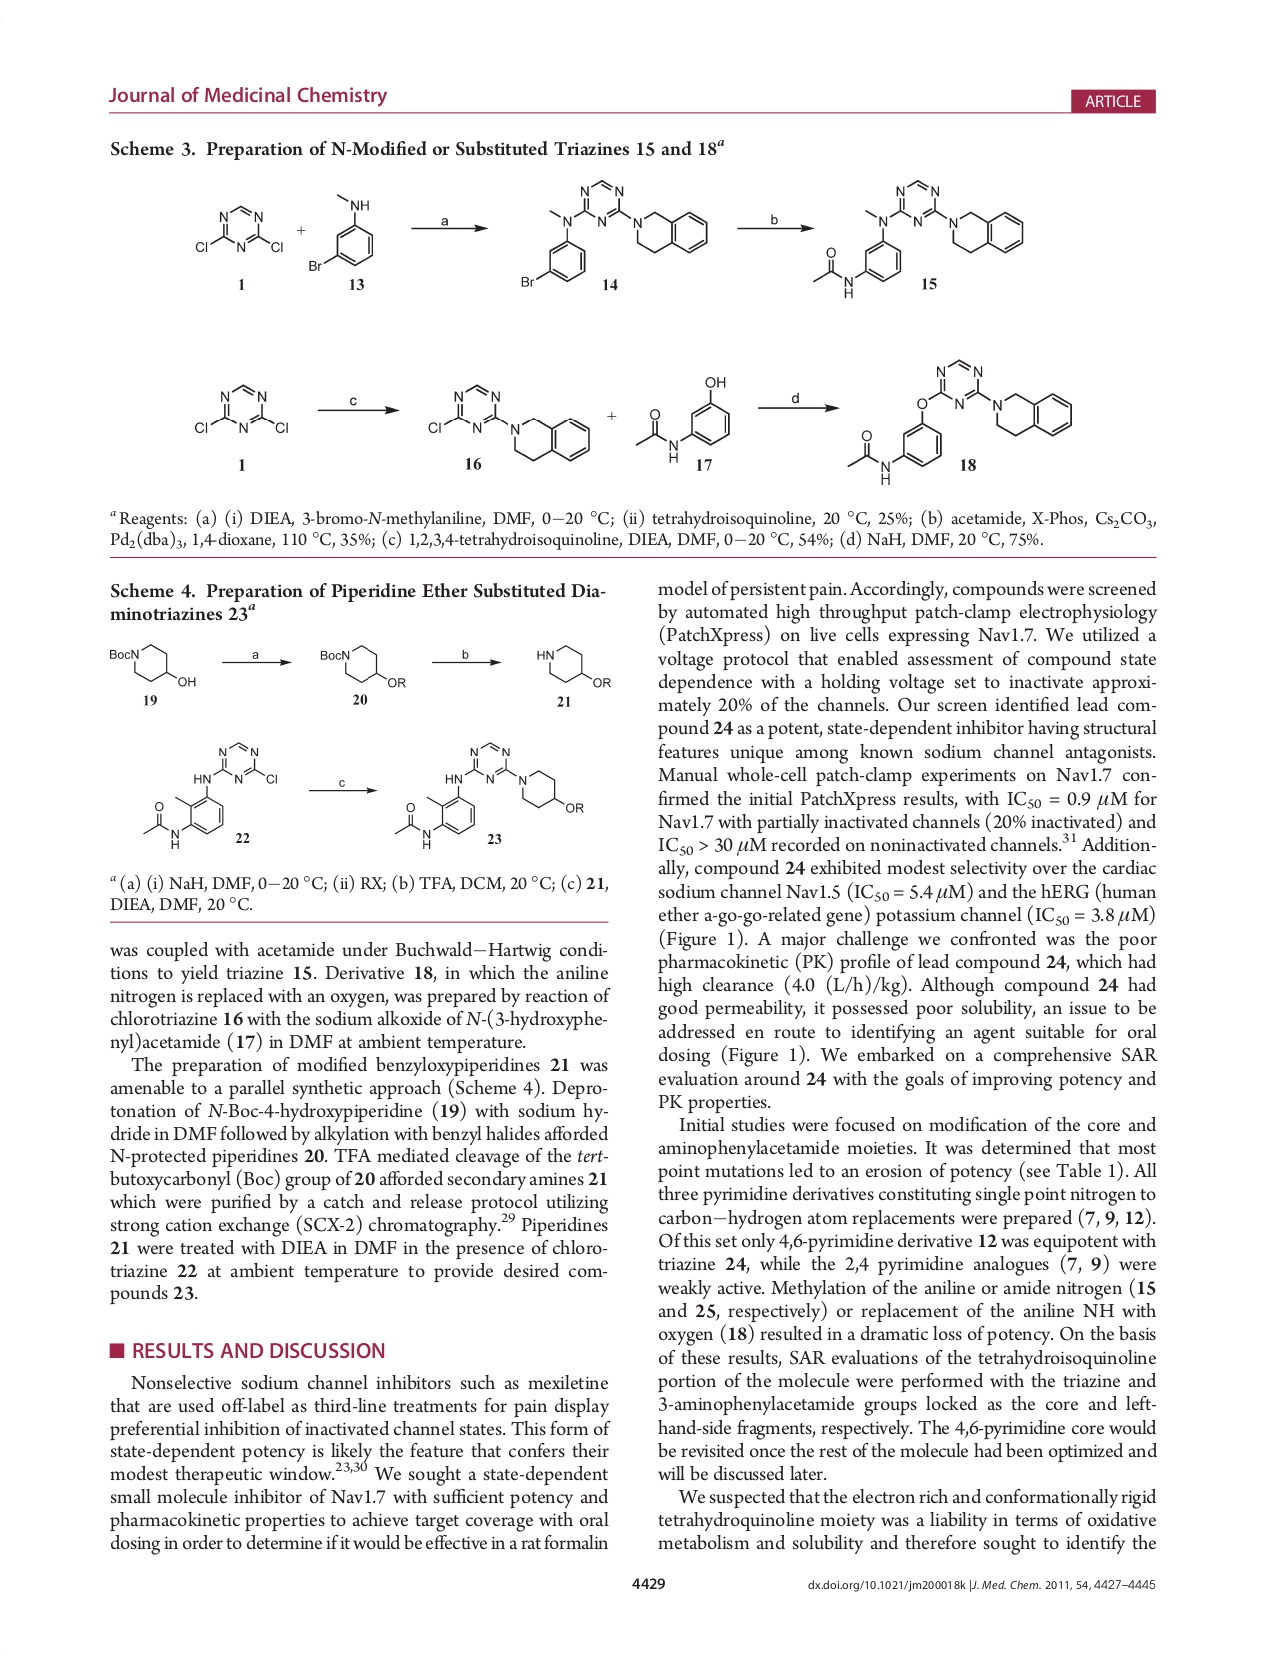 Journal of Medicinal Chemistry
ARTICLE
Scheme 3. Preparation of N-Modified or Substituted Triazines 15 and 18a
N N Cl N Cl
1
+
NH Br
13
a
N N N N N Br
14
b
N N N N N O N H
15
N N Cl N Cl
1
c
N N Cl N N
16
+
OH O N H
17
d
N N O N N O N H
18
a Reagents: (a) (i) DIEA, 3-bromo-N-methylaniline, DMF, 0−20 °C; (ii) tetrahydroisoquinoline, 20 °C, 25%; (b) acetamide, X-Phos, Cs2CO3,
Pd2(dba)3, 1,4-dioxane, 110 °C, 35%; (c) 1,2,3,4-tetrahydroisoquinoline, DIEA, DMF, 0−20 °C, 54%; (d) NaH, DMF, 20 °C, 75%.
Scheme 4. Preparation of Piperidine Ether Substituted Dia-
minotriazines 23a
BocN OH
19
a
BocN OR
20
b
HN OR
21
N N HN N Cl O N H
22
c
N N HN N N OR O N H
23
a (a) (i) NaH, DMF, 0−20 °C; (ii) RX; (b) TFA, DCM, 20 °C; (c) 21,
DIEA, DMF, 20 °C.
was coupled with acetamide under Buchwald−Hartwig condi-
tions to yield triazine 15. Derivative 18, in which the aniline
nitrogen is replaced with an oxygen, was prepared by reaction of
chlorotriazine 16 with the sodium alkoxide of N-(3-hydroxyphe-
nyl)acetamide (17) in DMF at ambient temperature.
The preparation of modified benzyloxypiperidines 21 was
amenable to a parallel synthetic approach (Scheme 4). Depro-
tonation of N-Boc-4-hydroxypiperidine (19) with sodium hy-
dride in DMF followed by alkylation with benzyl halides afforded
N-protected piperidines 20. TFA mediated cleavage of the tert-
butoxycarbonyl (Boc) group of 20 afforded secondary amines 21
which were purified by a catch and release protocol utilizing
strong cation exchange (SCX-2) chromatography.29 Piperidines
21 were treated with DIEA in DMF in the presence of chloro-
triazine 22 at ambient temperature to provide desired com-
pounds 23.
RESULTS AND DISCUSSION
Nonselective sodium channel inhibitors such as mexiletine
that are used off-label as third-line treatments for pain display
preferential inhibition of inactivated channel states. This form of
state-dependent potency is likely the feature that confers their
modest therapeutic window.23,30 We sought a state-dependent
small molecule inhibitor of Nav1.7 with sufficient potency and
pharmacokinetic properties to achieve target coverage with oral
dosing in order to determine if it would be effective in a rat formalin
model of persistent pain. Accordingly, compounds were screened
by automated high throughput patch-clamp electrophysiology
(PatchXpress) on live cells expressing Nav1.7. We utilized a
voltage protocol that enabled assessment of compound state
dependence with a holding voltage set to inactivate approxi-
mately 20% of the channels. Our screen identified lead com-
pound 24 as a potent, state-dependent inhibitor having structural
features unique among known sodium channel antagonists.
Manual whole-cell patch-clamp experiments on Nav1.7 con-
firmed the initial PatchXpress results, with IC50 = 0.9 μM for
Nav1.7 with partially inactivated channels (20% inactivated) and
IC50 > 30 μM recorded on noninactivated channels.31 Addition-
ally, compound 24 exhibited modest selectivity over the cardiac
sodium channel Nav1.5 (IC50 = 5.4 μM) and the hERG (human
ether a-go-go-related gene) potassium channel (IC50 = 3.8 μM)
(Figure 1). A major challenge we confronted was the poor
pharmacokinetic (PK) profile of lead compound 24, which had
high clearance (4.0 (L/h)/kg). Although compound 24 had
good permeability, it possessed poor solubility, an issue to be
addressed en route to identifying an agent suitable for oral
dosing (Figure 1). We embarked on a comprehensive SAR
evaluation around 24 with the goals of improving potency and
PK properties.
Initial studies were focused on modification of the core and
aminophenylacetamide moieties. It was determined that most
point mutations led to an erosion of potency (see Table 1). All
three pyrimidine derivatives constituting single point nitrogen to
carbon−hydrogen atom replacements were prepared (7, 9, 12).
Of this set only 4,6-pyrimidine derivative 12 was equipotent with
triazine 24, while the 2,4 pyrimidine analogues (7, 9) were
weakly active. Methylation of the aniline or amide nitrogen (15
and 25, respectively) or replacement of the aniline NH with
oxygen (18) resulted in a dramatic loss of potency. On the basis
of these results, SAR evaluations of the tetrahydroisoquinoline
portion of the molecule were performed with the triazine and
3-aminophenylacetamide groups locked as the core and left-
hand-side fragments, respectively. The 4,6-pyrimidine core would
be revisited once the rest of the molecule had been optimized and
will be discussed later.
We suspected that the electron rich and conformationally rigid
tetrahydroquinoline moiety was a liability in terms of oxidative
metabolism and solubility and therefore sought to identify the
4429
dx.doi.org/10.1021/jm200018k |J. Med. Chem. 2011, 54, 4427–4445